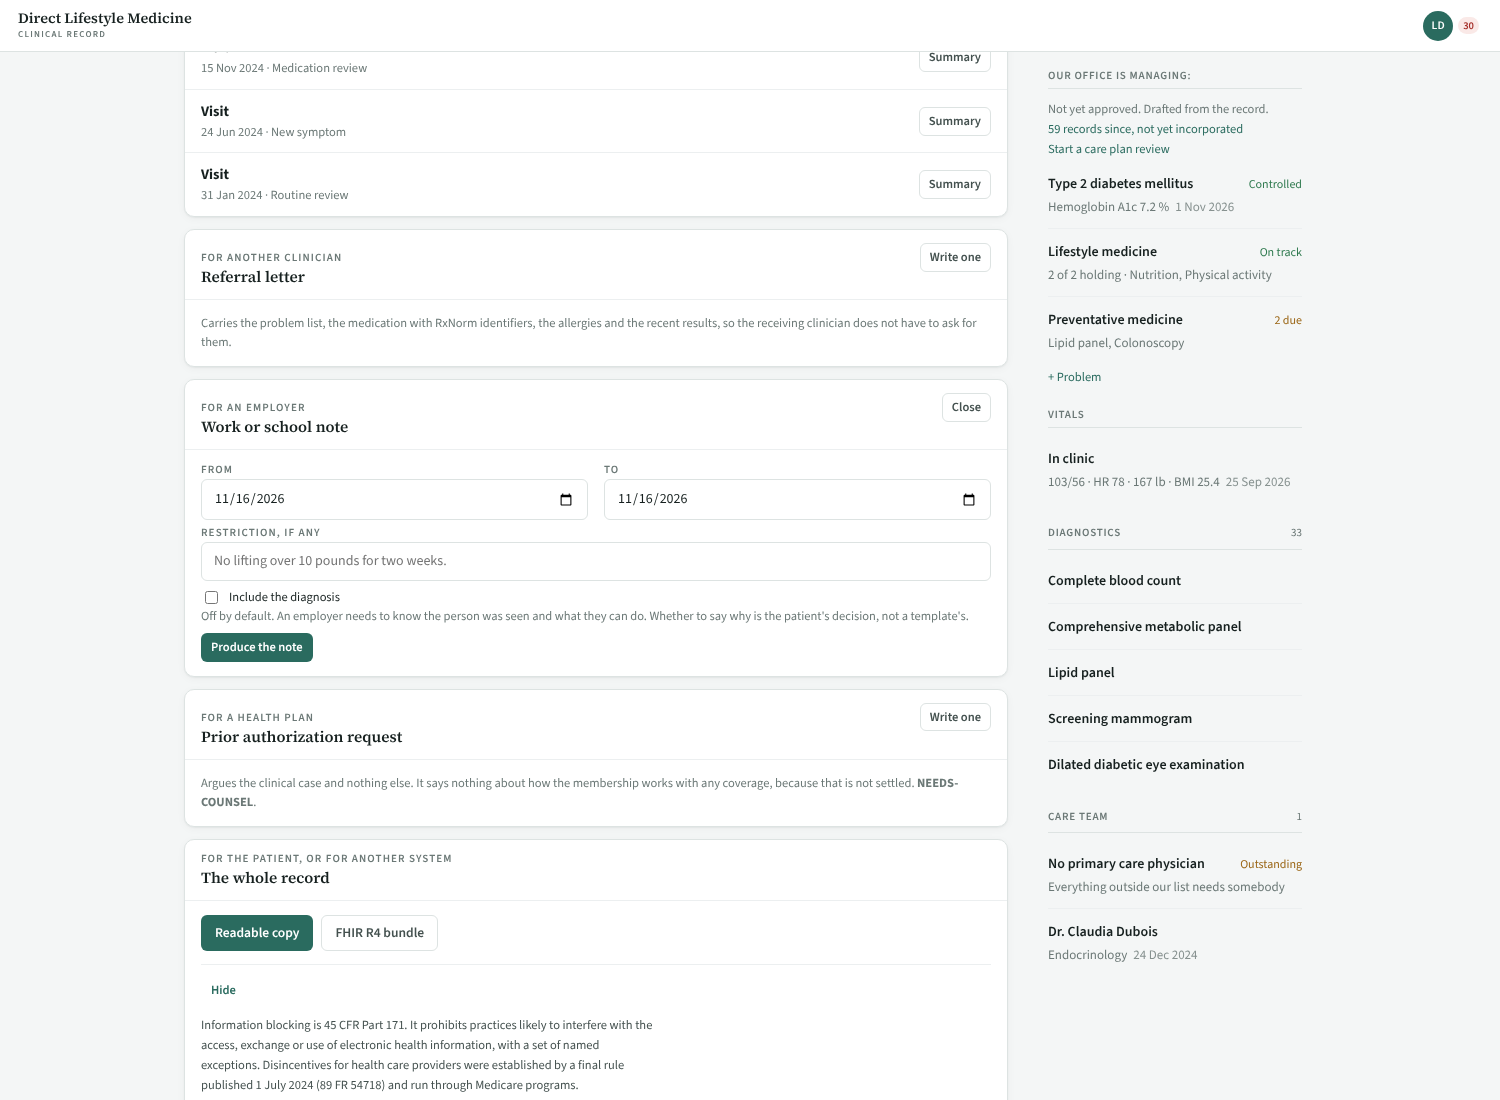 Direct Lifestyle Medicine
CLINICAL RECORD
LD
30
15 Nov 2024 · Medication review
Summary
Visit
24 Jun 2024 · New symptom
Summary
Visit
31 Jan 2024 · Routine review
Summary
FOR ANOTHER CLINICIAN
Referral letter
Write one
Carries the problem list, the medication with RxNorm identifiers, the allergies and the recent results, so the receiving clinician does not have to ask for
them.
FOR AN EMPLOYER
Work or school note
Close
FROM
11/16/2026
TO
11/16/2026
RESTRICTION, IF ANY
No lifting over 10 pounds for two weeks.
Include the diagnosis
Off by default. An employer needs to know the person was seen and what they can do. Whether to say why is the patient's decision, not a template's.
Produce the note
FOR A HEALTH PLAN
Prior authorization request
Write one
Argues the clinical case and nothing else. It says nothing about how the membership works with any coverage, because that is not settled. NEEDS-
COUNSEL.
FOR THE PATIENT, OR FOR ANOTHER SYSTEM
The whole record
Readable copy
FHIR R4 bundle
Hide
Information blocking is 45 CFR Part 171. It prohibits practices likely to interfere with the
access, exchange or use of electronic health information, with a set of named
exceptions. Disincentives for health care providers were established by a final rule
published 1 July 2024 (89 FR 54718) and run through Medicare programs.
OUR OFFICE IS MANAGING:
Not yet approved. Drafted from the record.
59 records since, not yet incorporated
Start a care plan review
Type 2 diabetes mellitus
Controlled
Hemoglobin A1c 7.2 % 1 Nov 2026
Lifestyle medicine
On track
2 of 2 holding · Nutrition, Physical activity
Preventative medicine
2 due
Lipid panel, Colonoscopy
+ Problem
VITALS
In clinic
103/56 · HR 78 · 167 lb · BMI 25.4 25 Sep 2026
DIAGNOSTICS
33
Complete blood count
Comprehensive metabolic panel
Lipid panel
Screening mammogram
Dilated diabetic eye examination
CARE TEAM
1
No primary care physician
Outstanding
Everything outside our list needs somebody
Dr. Claudia Dubois
Endocrinology 24 Dec 2024